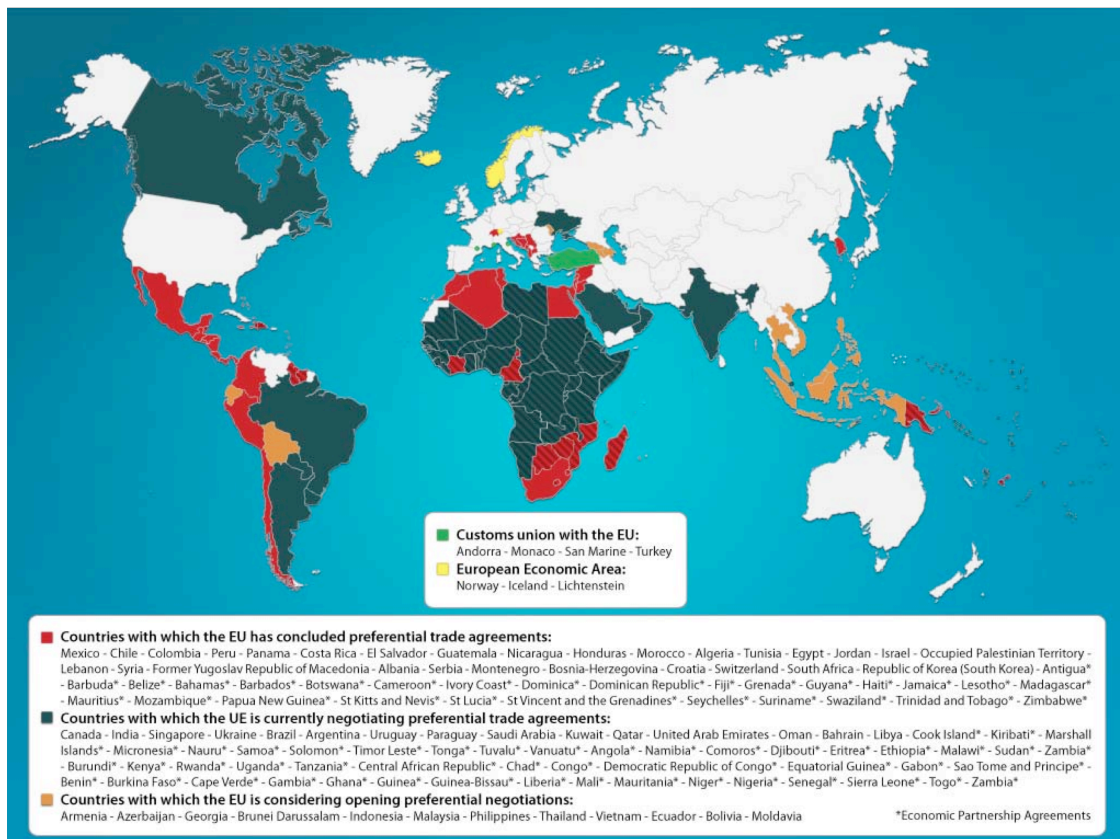 Customs union with the EU:
Andorra - Monaco - San Marine - Turkey
European Economic Area:
Norway - Iceland - Lichtenstein
Countries with which the EU has concluded preferential trade agreements:
Mexico - Chile - Colombia - Peru - Panama - Costa Rica - El Salvador - Guatemala - Nicaragua - Honduras - Morocco - Algeria - Tunisia - Egypt - Jordan - Israel - Occupied Palestinian Territory -
Lebanon - Syria - Former Yugoslav Republic of Macedonia - Albania - Serbia - Montenegro - Bosnia-Herzegovina - Croatia - Switzerland - South Africa - Republic of Korea (South Korea) - Antigua*
- Barbuda* - Belize* - Bahamas* - Barbados* - Botswana* - Cameroon* - Ivory Coast* - Dominica* - Dominican Republic* - Fiji* - Grenada* - Guyana* - Haiti* - Jamaica* - Lesotho* - Madagascar*
- Mauritius* - Mozambique* - Papua New Guinea* - St Kitts and Nevis* - St Lucia* - St Vincent and the Grenadines* - Seychelles* - Suriname* - Swaziland* - Trinidad and Tobago* - Zimbabwe*
Countries with which the UE is currently negotiating preferential trade agreements:
Canada - India - Singapore - Ukraine - Brazil - Argentina - Uruguay - Paraguay - Saudi Arabia - Kuwait - Qatar - United Arab Emirates - Oman - Bahrain - Libya - Cook Island* - Kiribati* - Marshall
Islands* - Micronesia* - Nauru* - Samoa* - Solomon* - Timor Leste* - Tonga* - Tuvalu* - Vanuatu* - Angola* - Namibia* - Comoros* - Djibouti* - Eritrea* - Ethiopia* - Malawi* - Sudan* - Zambia*
- Burundi* - Kenya* - Rwanda* - Uganda* - Tanzania* - Central African Republic* - Chad* - Congo* - Democratic Republic of Congo* - Equatorial Guinea* - Gabon* - Sao Tome and Principe* -
Benin* - Burkina Faso* - Cape Verde* - Gambia* - Ghana* - Guinea* - Guinea-Bissau* - Liberia* - Mali* - Mauritania* - Niger* - Nigeria* - Senegal* - Sierra Leone* - Togo* - Zambia*
Countries with which the EU is considering opening preferential negotiations:
Armenia - Azerbaijan - Georgia - Brunei Darussalam - Indonesia - Malaysia - Philippines - Thailand - Vietnam - Ecuador - Bolivia - Moldavia
*Economic Partnership Agreements